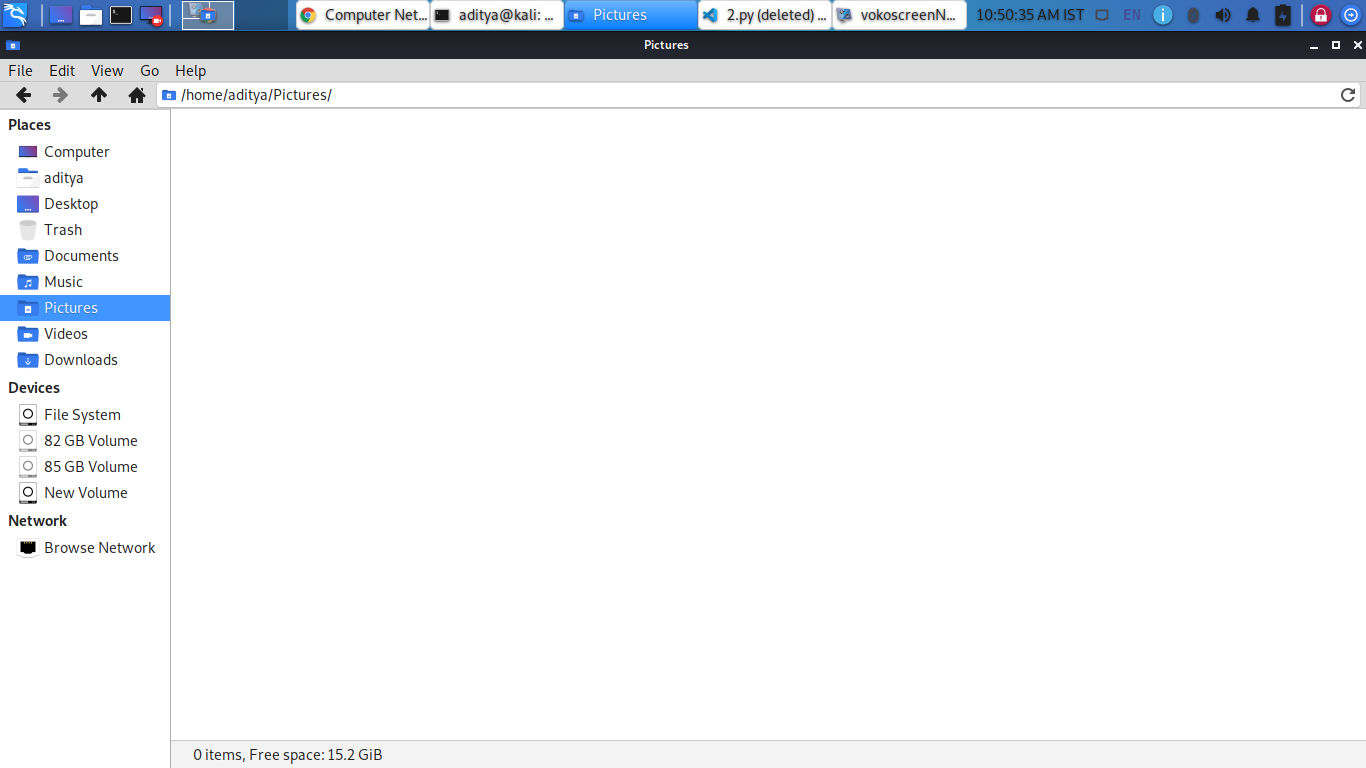 Computer Net... aditya@kali: ... Pictures 2.py (deleted) ... vokoscreenN... 10:50:35 AM IST EN
Pictures
File Edit View Go Help
/home/aditya/Pictures/
Places
Computer
aditya
Desktop
Trash
Documents
Music
Pictures
Videos
Downloads
Devices
File System
82 GB Volume
85 GB Volume
New Volume
Network
Browse Network
0 items, Free space: 15.2 GiB